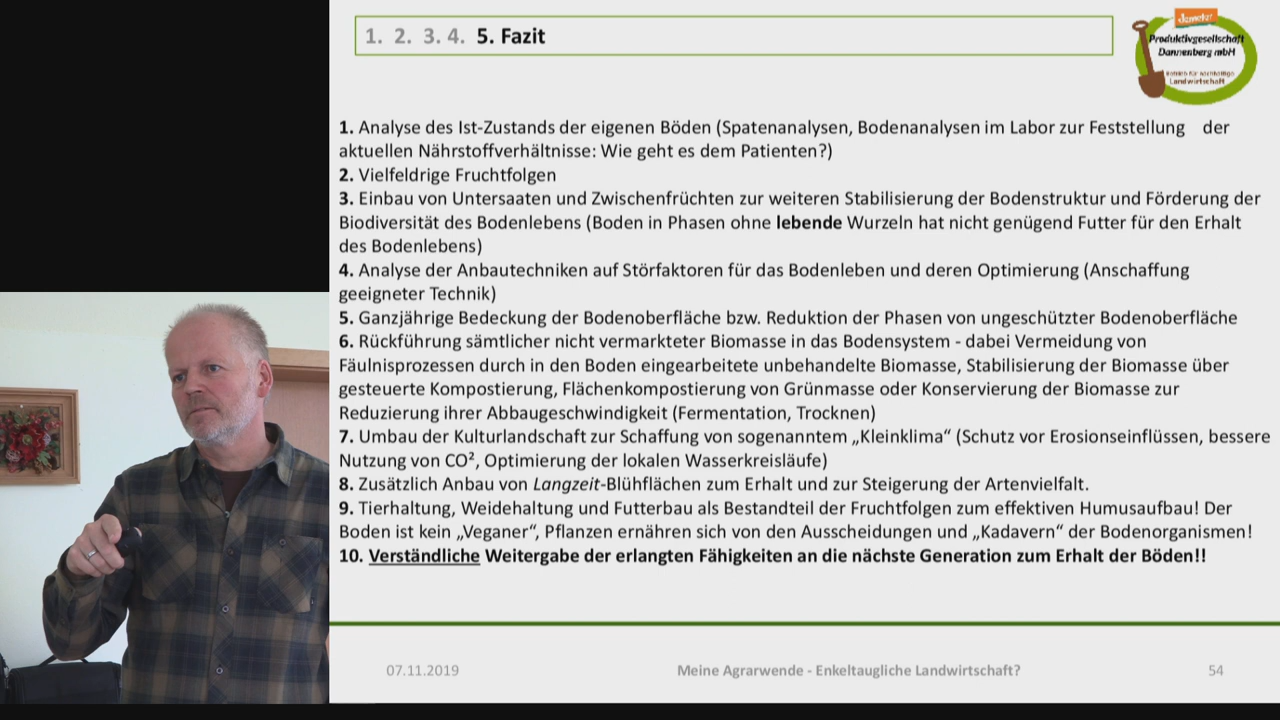 1. 2. 3. 4. 5. Fazit
demeter
Produktivgesellschaft
Dannenberg mbH
Betrieb für nachhaltige
Landwirtschaft
1. Analyse des Ist-Zustands der eigenen Böden (Spatenanalysen, Bodenanalysen im Labor zur Feststellung der
aktuellen Nährstoffverhältnisse: Wie geht es dem Patienten?)
2. Vielfeldrige Fruchtfolgen
3. Einbau von Untersaaten und Zwischenfrüchten zur weiteren Stabilisierung der Bodenstruktur und Förderung der
Biodiversität des Bodenlebens (Boden in Phasen ohne lebende Wurzeln hat nicht genügend Futter für den Erhalt
des Bodenlebens)
4. Analyse der Anbautechniken auf Störfaktoren für das Bodenleben und deren Optimierung (Anschaffung
geeigneter Technik)
5. Ganzjährige Bedeckung der Bodenoberfläche bzw. Reduktion der Phasen von ungeschützter Bodenoberfläche
6. Rückführung sämtlicher nicht vermarkteter Biomasse in das Bodensystem - dabei Vermeidung von
Fäulnisprozessen durch in den Boden eingearbeitete unbehandelte Biomasse, Stabilisierung der Biomasse über
gesteuerte Kompostierung, Flächenkompostierung von Grünmasse oder Konservierung der Biomasse zur
Reduzierung ihrer Abbaugeschwindigkeit (Fermentation, Trocknen)
7. Umbau der Kulturlandschaft zur Schaffung von sogenanntem „Kleinklima“ (Schutz vor Erosionseinflüssen, bessere
Nutzung von CO², Optimierung der lokalen Wasserkreisläufe)
8. Zusätzlich Anbau von Langzeit-Blühflächen zum Erhalt und zur Steigerung der Artenvielfalt.
9. Tierhaltung, Weidehaltung und Futterbau als Bestandteil der Fruchtfolgen zum effektiven Humusaufbau! Der
Boden ist kein „Veganer“, Pflanzen ernähren sich von den Ausscheidungen und „Kadavern“ der Bodenorganismen!
10. Verständliche Weitergabe der erlangten Fähigkeiten an die nächste Generation zum Erhalt der Böden!!
07.11.2019
Meine Agrarwende - Enkeltaugliche Landwirtschaft?
54